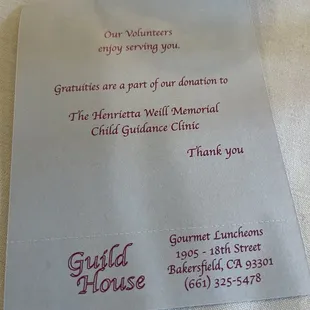 Our Volunteers
enjoy serving you.
Gratuities are a part of our donation to
The Henrietta Weill Memorial
Child Guidance Clinic
Thank you
Guild
House
Gourmet Luncheons
1905 - 18th Street
Bakersfield, CA 93301
(661) 325-5478